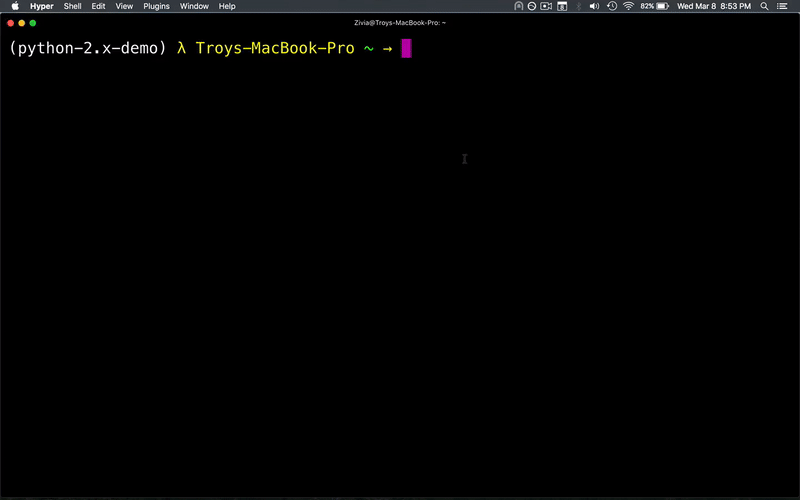 Hyper Shell Edit View Plugins Window Help 8 82% Wed Mar 8 8:53 PM
Zivia@Troys-MacBook-Pro: ~
(python-2.x-demo) λ Troys-MacBook-Pro ~ →